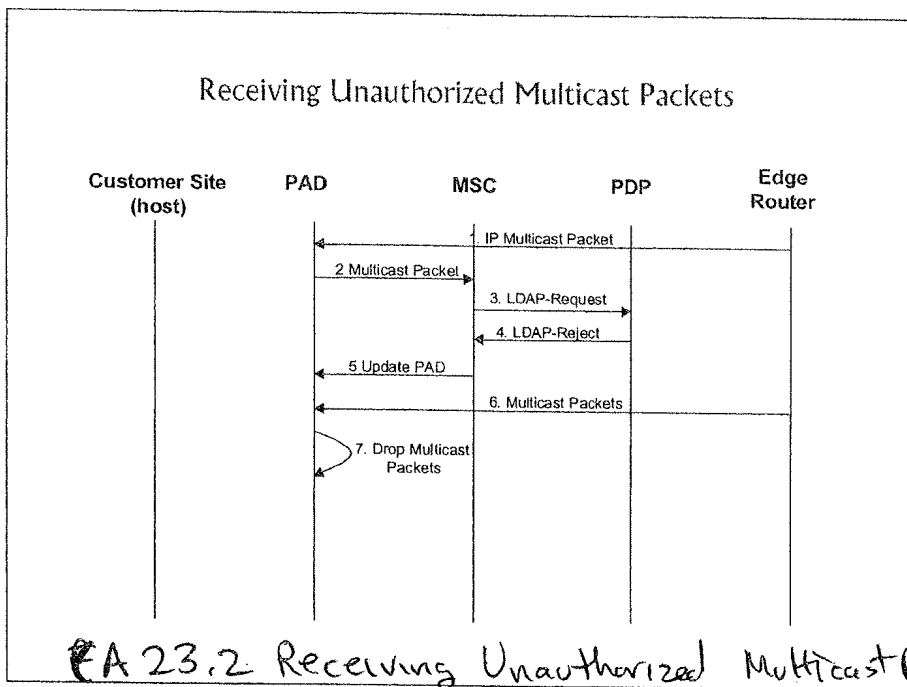 Receiving Unauthorized Multicast Packets
Customer Site
(host)
PAD
MSC
PDP
Edge
Router
. IP Multicast Packet
2 Multicast Packet
3. LDAP-Request
4. LDAP-Reject
5 Update PAD
6. Multicast Packets
7. Drop Multicast
Packets
A 23.2 Receiving Unauthorized Multicast